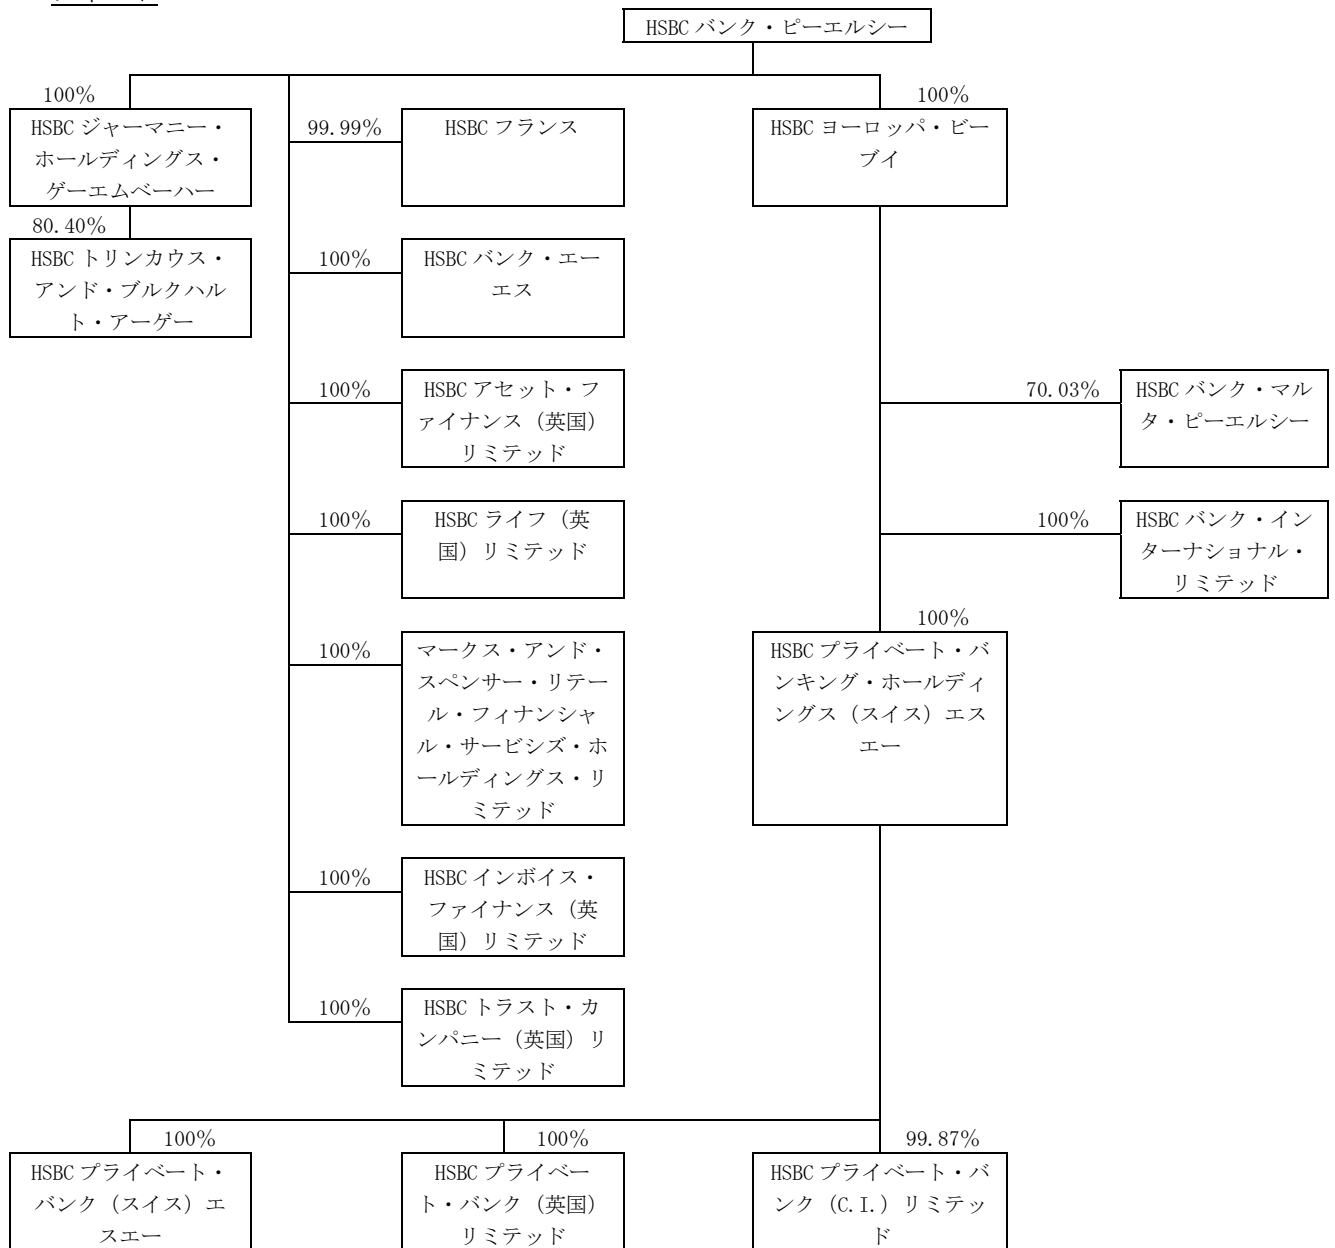 HSBC バンク・ピーエルシー
100%
HSBC ジャーマニー・
ホールディングス・
ゲーエムベーハー
99.99%
HSBC フランス
100%
HSBC ヨーロッパ・ビー
ブイ
80.40%
HSBC トリンカウス・
アンド・ブルクハル
ト・アーゲー
100%
HSBC バンク・エー
エス
100%
HSBC アセット・フ
ァイナンス（英国）
リミテッド
70.03%
HSBC バンク・マル
タ・ピーエルシー
100%
HSBC ライフ（英
国）リミテッド
100%
HSBC バンク・イン
ターナショナル・
リミテッド
100%
マークス・アンド・
スペンサー・リテー
ル・フィナンシャ
ル・サービシズ・ホ
ールディングス・リ
ミテッド
100%
HSBC プライベート・バ
ンキング・ホールディ
ングス（スイス）エス
エー
100%
HSBC インボイス・
ファイナンス（英
国）リミテッド
100%
HSBC トラスト・カ
ンパニー（英国）リ
ミテッド
100%
HSBC プライベート・
バンク（スイス）エ
スエー
100%
HSBC プライベー
ト・バンク（英国）
リミテッド
99.87%
HSBC プライベート・バ
ンク（C.I.）リミテッ
ド